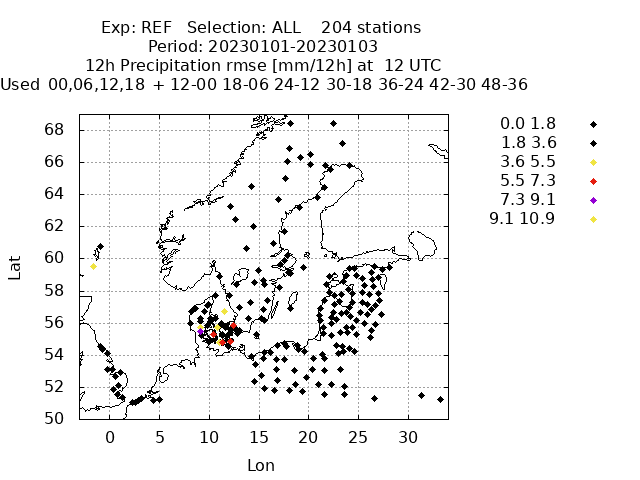 Exp: REF   Selection: ALL    204 stations
Period: 20230101-20230103
12h Precipitation rmse [mm/12h] at  12 UTC
Used 00,06,12,18 + 12-00 18-06 24-12 30-18 36-24 42-30 48-36
0.0 1.8
1.8 3.6
3.6 5.5
5.5 7.3
7.3 9.1
9.1 10.9
68
66
64
62
60
58
56
54
52
50
Lat
0 5 10 15 20 25 30
Lon